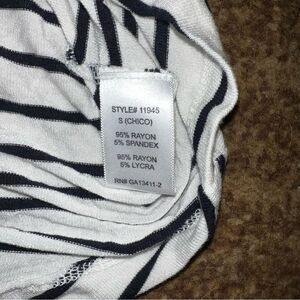 STYLE# 11945
S (CHICO)
95% RAYON
5% SPANDEX
95% RAYON
5% LYCRA
RN# GA13411-2